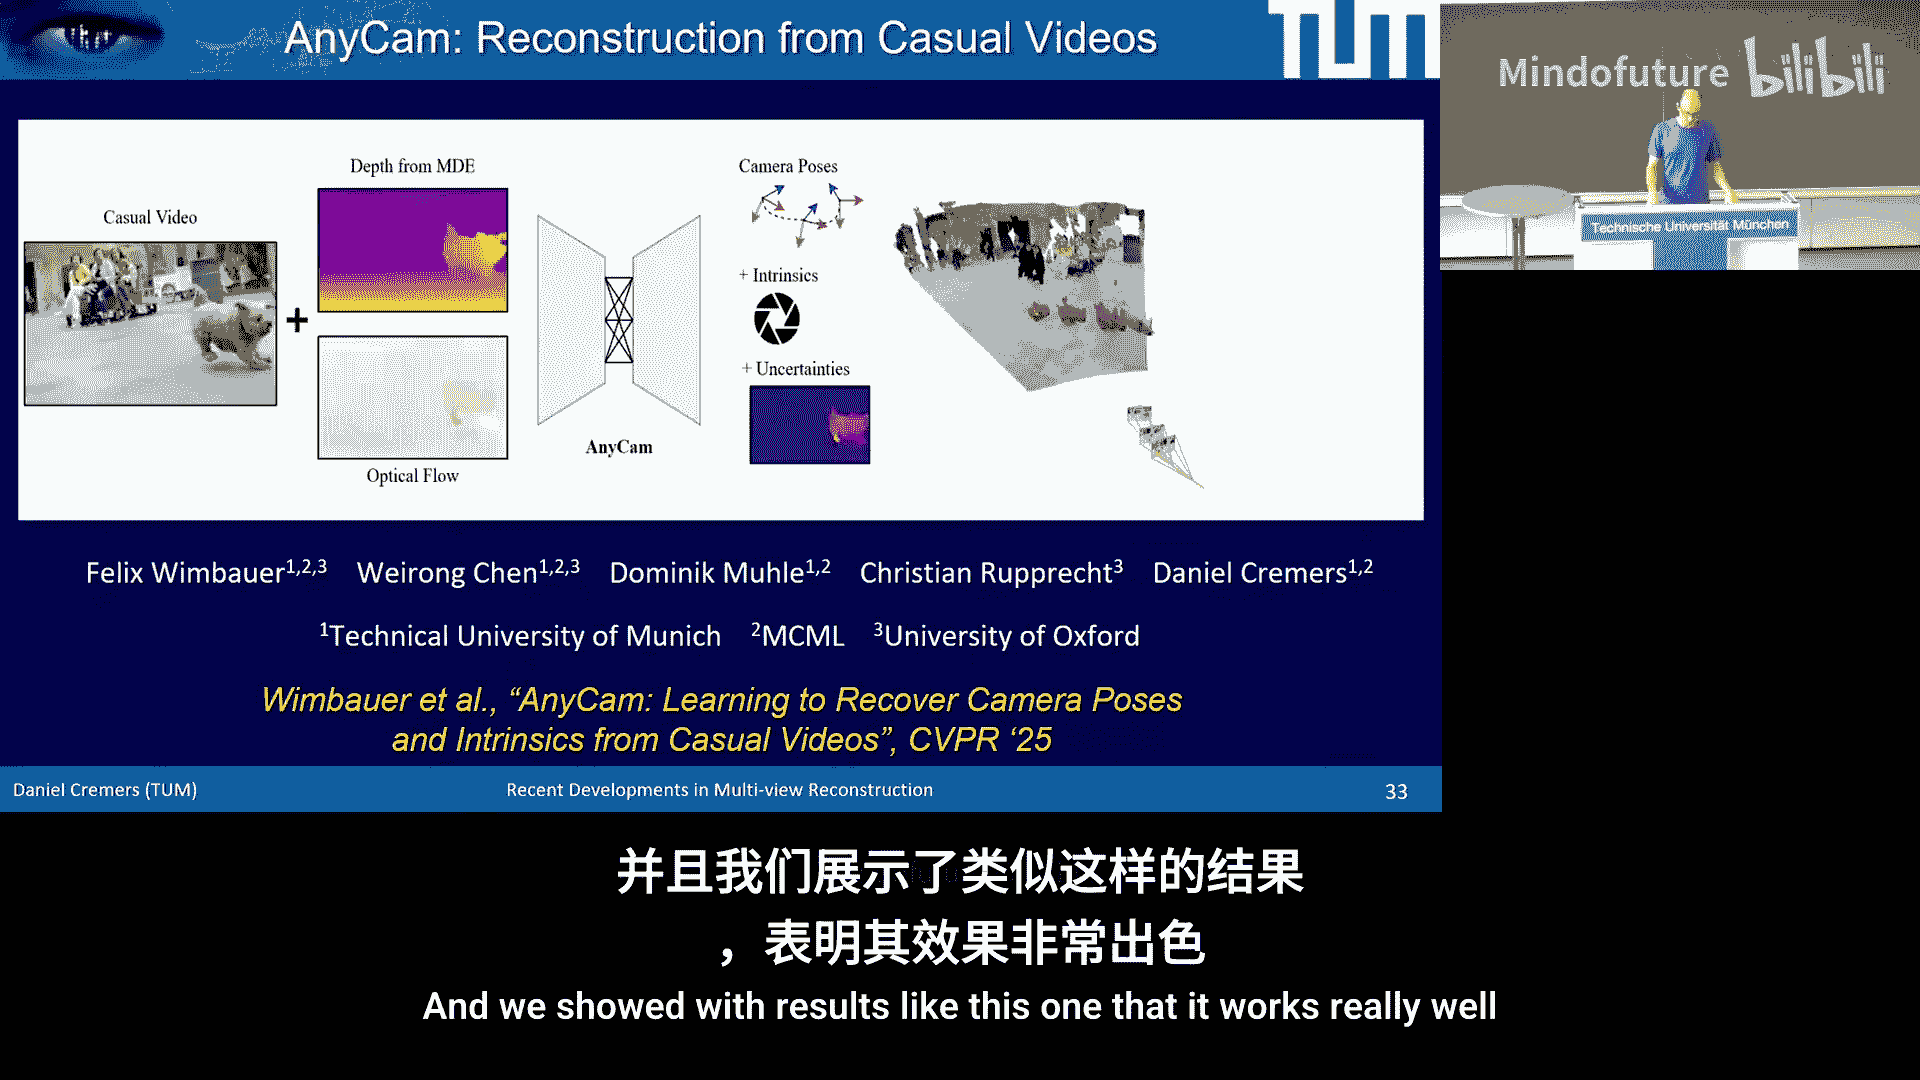 AnyCam: Reconstruction from Casual Videos
TUM
Mindofuture bilibili
Technische Universität München
Casual Video
Depth from MDE
Optical Flow
AnyCam
Camera Poses
+ Intrinsics
+ Uncertainties
Felix Wimbauer1,2,3 Weirong Chen1,2,3 Dominik Muhle1,2 Christian Rupprecht3 Daniel Cremers1,2
1Technical University of Munich 2MCML 3University of Oxford
Wimbauer et al., “AnyCam: Learning to Recover Camera Poses
and Intrinsics from Casual Videos”, CVPR ‘25
Daniel Cremers (TUM) Recent Developments in Multi-view Reconstruction 33
并且我们展示了类似这样的结果
，表明其效果非常出色
And we showed with results like this one that it works really well